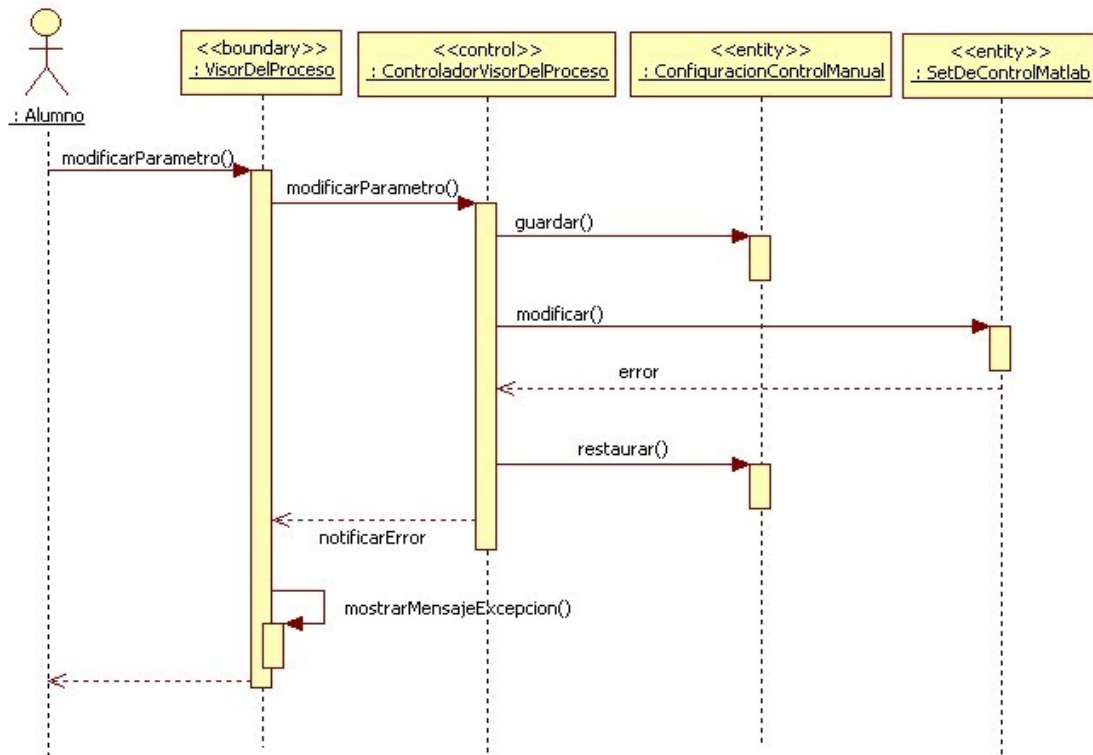 <<boundary>>
: VisorDelProceso
<<control>>
: ControladorVisorDelProceso
<<entity>>
: ConfiguracionControlManual
<<entity>>
: SetDeControlMatlab
: Alumno
modificarParametro()
modificarParametro()
guardar()
modificar()
error
restaurar()
notificarError
mostrarMensajeExcepcion()